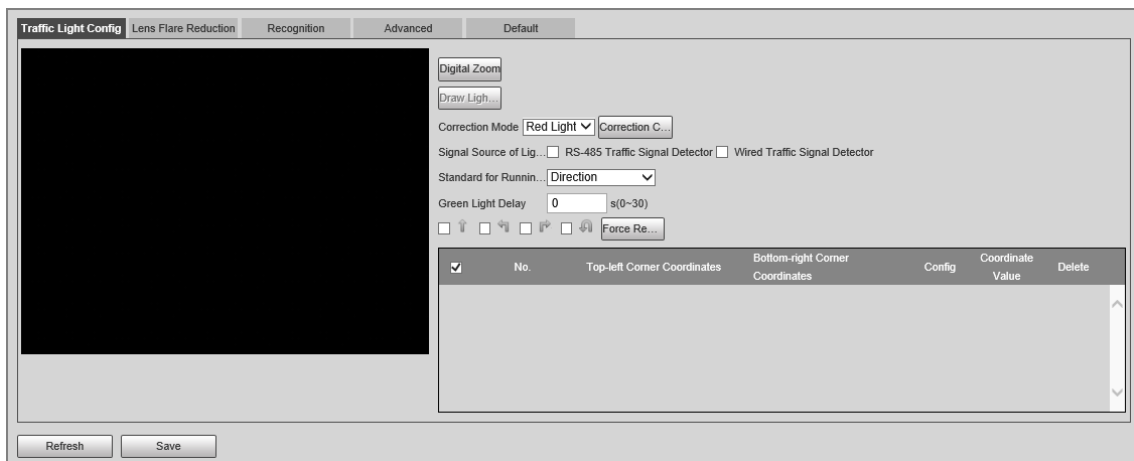 Traffic Light Config Lens Flare Reduction Recognition Advanced Default
Digital Zoom
Draw Ligh...
Correction Mode Red Light Correction C...
Signal Source of Lig... RS-485 Traffic Signal Detector Wired Traffic Signal Detector
Standard for Runnin... Direction
Green Light Delay 0 s(0~30)
Force Re...
No. Top-left Corner Coordinates Bottom-right Corner Coordinates Config Coordinate Value Delete
Refresh Save